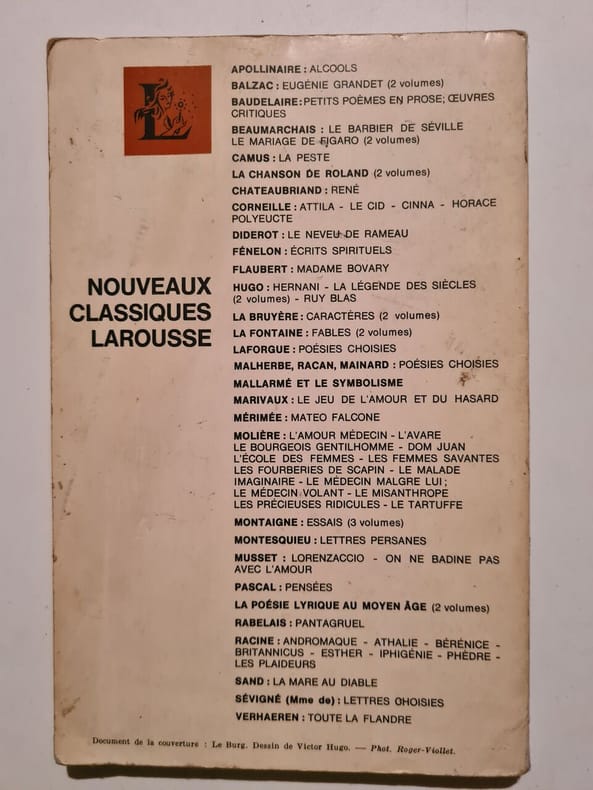 L
NOUVEAUX
CLASSIQUES
LAROUSSE
APOLLINAIRE : ALCOOLS
BALZAC : EUGÉNIE GRANDET (2 volumes)
BAUDELAIRE : PETITS POÈMES EN PROSE; ŒUVRES
CRITIQUES
BEAUMARCHAIS : LE BARBIER DE SÉVILLE
LE MARIAGE DE FIGARO (2 volumes)
CAMUS : LA PESTE
LA CHANSON DE ROLAND (2 volumes)
CHATEAUBRIAND : RENÉ
CORNEILLE : ATTILA - LE CID - CINNA - HORACE
POLYEUCTE
DIDEROT : LE NEVEU DE RAMEAU
FÉNELON : ÉCRITS SPIRITUELS
FLAUBERT : MADAME BOVARY
HUGO : HERNANI - LA LÉGENDE DES SIÈCLES
(2 volumes) - RUY BLAS
LA BRUYÈRE : CARACTÉRES (2 volumes)
LA FONTAINE : FABLES (2 volumes)
LAFORGUE : POÉSIES CHOISIES
MALHERBE, RACAN, MAINARD : POÉSIES CHOISIES
MALLARMÉ ET LE SYMBOLISME
MARIVAUX : LE JEU DE L'AMOUR ET DU HASARD
MÉRIMÉE : MATEO FALCONE
MOLIÈRE : L'AMOUR MÉDECIN - L'AVARE
LE BOURGEOIS GENTILHOMME - DOM JUAN
L'ÉCOLE DES FEMMES - LES FEMMES SAVANTES
LES FOURBERIES DE SCAPIN - LE MALADE
IMAGINAIRE - LE MÉDECIN MALGRE LUI ;
LE MÉDECIN VOLANT - LE MISANTHROPE
LES PRÉCIEUSES RIDICULES - LE TARTUFFE
MONTAIGNE : ESSAIS (3 volumes)
MONTESQUIEU : LETTRES PERSANES
MUSSET : LORENZACCIO - ON NE BADINE PAS
AVEC L'AMOUR
PASCAL : PENSÉES
LA POÉSIE LYRIQUE AU MOYEN ÂGE (2 volumes)
RABELAIS : PANTAGRUEL
RACINE : ANDROMAQUE - ATHALIE - BÉRÉNICE -
BRITANNICUS - ESTHER - IPHIGÉNIE - PHÈDRE -
LES PLAIDEURS
SAND : LA MARE AU DIABLE
SÉVIGNÉ (Mme de) : LETTRES OHOISIES
VERHAEREN : TOUTE LA FLANDRE
Document de la couverture : Le Burg. Dessin de Victor Hugo. — Phot. Roger-Viollet.